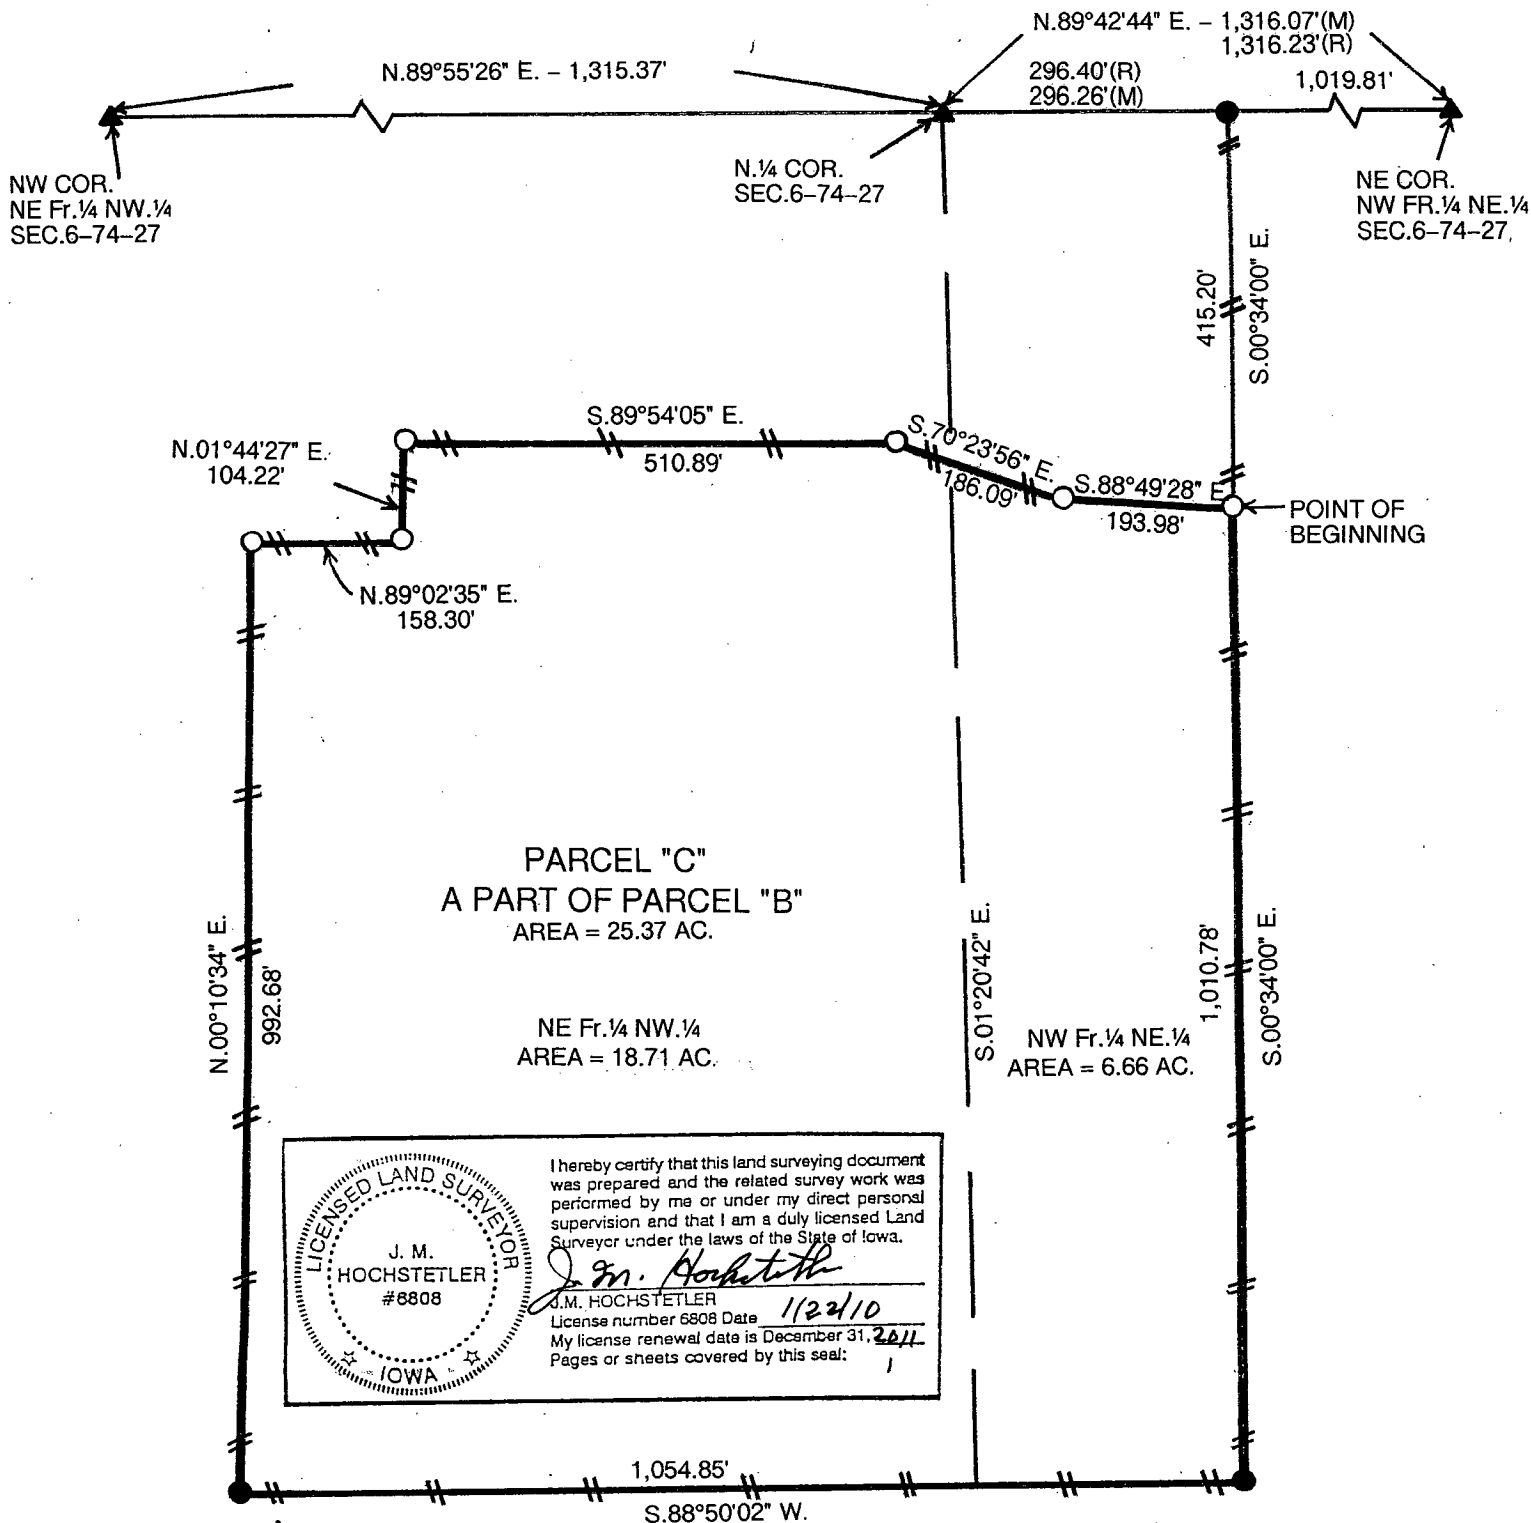 N.89°42'44" E. – 1,316.07'(M)
1,316.23'(R)
N.89°55'26" E. – 1,315.37'
296.40'(R)
296.26'(M)
1,019.81'
NW COR.
NE Fr.¼ NW.¼
SEC.6–74–27
N.¼ COR.
SEC.6–74–27
NE COR.
NW FR.¼ NE.¼
SEC.6–74–27
415.20'
S.00°34'00" E.
N.01°44'27" E.
104.22'
S.89°54'05" E.
510.89'
S.70°23'56" E.
186.09'
S.88°49'28" E
193.98'
POINT OF
BEGINNING
N.89°02'35" E.
158.30'
PARCEL "C"
A PART OF PARCEL "B"
AREA = 25.37 AC.
N.00°10'34" E.
992.68'
NE Fr.¼ NW.¼
AREA = 18.71 AC.
S.01°20'42" E.
NW Fr.¼ NE.¼
AREA = 6.66 AC.
1,010.78'
S.00°34'00" E.
LICENSED LAND SURVEYOR
J. M.
HOCHSTETLER
#6808
IOWA
I hereby certify that this land surveying document
was prepared and the related survey work was
performed by me or under my direct personal
supervision and that I am a duly licensed Land
Surveyor under the laws of the State of Iowa.
J. M. Hochstetler
J.M. HOCHSTETLER
License number 6808 Date 1/22/10
My license renewal date is December 31, 2011
Pages or sheets covered by this seal:
1
1,054.85'
S.88°50'02" W.